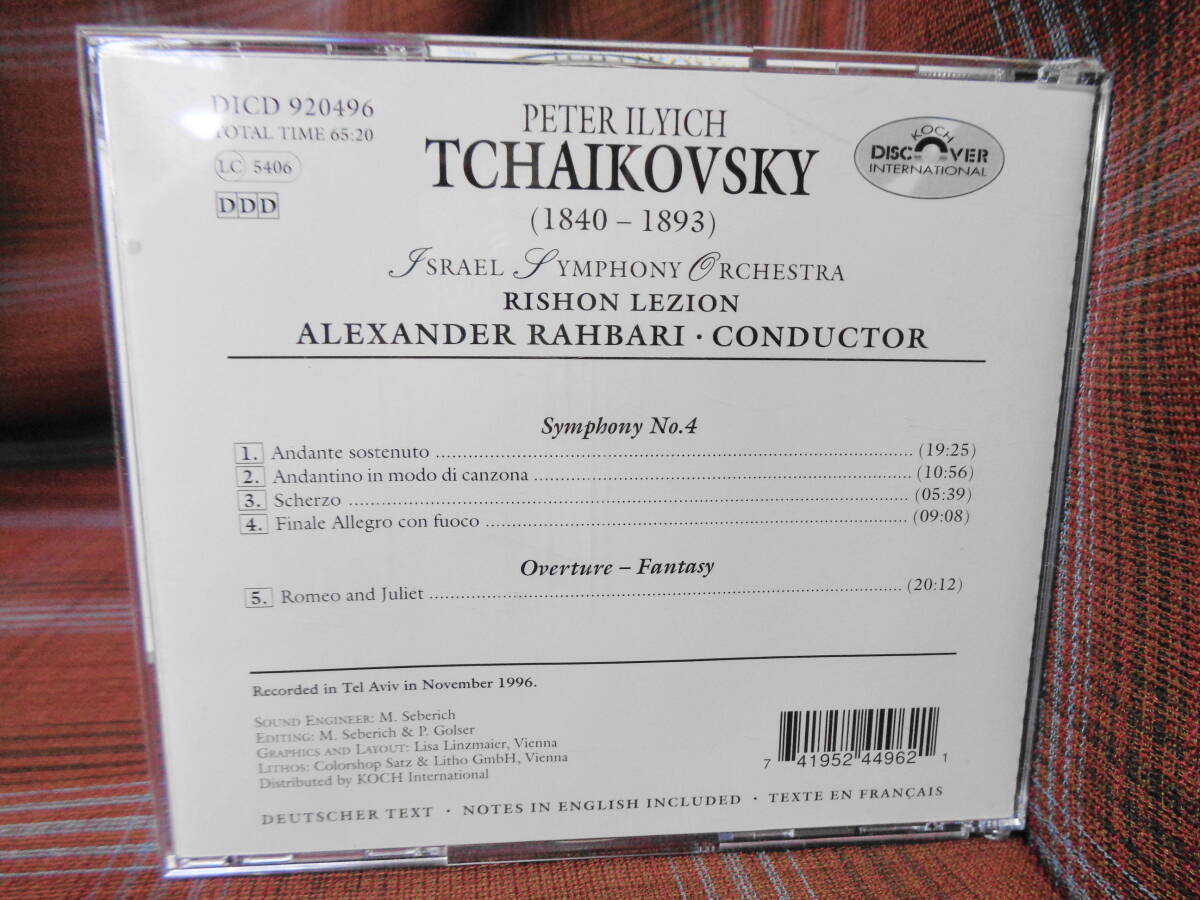 DICD 920496
TOTAL TIME 65:20
LC 5406
DDD
PETER ILYICH
TCHAIKOVSKY
(1840 – 1893)
KOCH
DISCOVER
INTERNATIONAL
ISRAEL SYMPHONY ORCHESTRA
RISHON LEZION
ALEXANDER RAHBARI · CONDUCTOR
Symphony No.4
1. Andante sostenuto (19:25)
2. Andantino in modo di canzona (10:56)
3. Scherzo (05:39)
4. Finale Allegro con fuoco (09:08)
Overture – Fantasy
5. Romeo and Juliet (20:12)
Recorded in Tel Aviv in November 1996.
SOUND ENGINEER: M. Seberich
EDITING: M. Seberich & P. Golser
GRAPHICS AND LAYOUT: Lisa Linzmaier, Vienna
LITHOS: Colorshop Satz & Litho GmbH, Vienna
Distributed by KOCH International
7 41952 44962 1
DEUTSCHER TEXT · NOTES IN ENGLISH INCLUDED · TEXTE EN FRANÇAIS